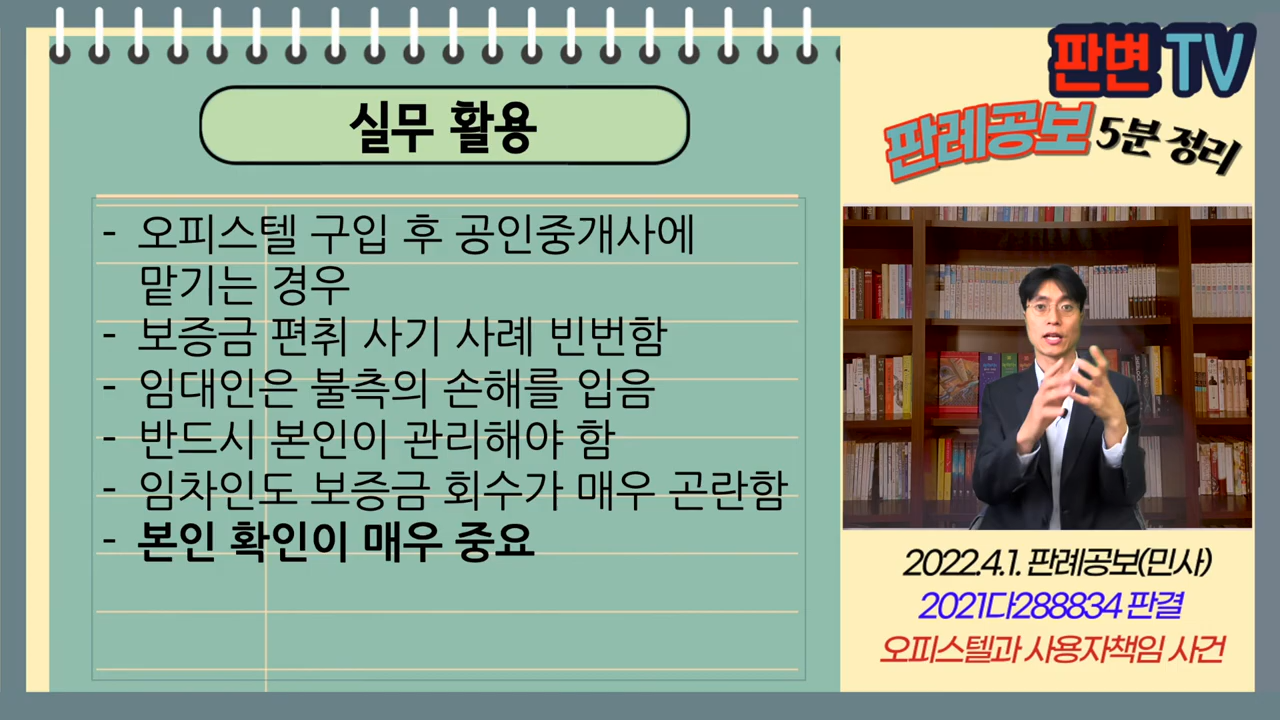 실무 활용
- 오피스텔 구입 후 공인중개사에
맡기는 경우
- 보증금 편취 사기 사례 빈번함
- 임대인은 불측의 손해를 입음
- 반드시 본인이 관리해야 함
- 임차인도 보증금 회수가 매우 곤란함
- 본인 확인이 매우 중요
판변 TV
판례공보 5분 정리
2022.4.1. 판례공보(민사)
2021다288834 판결
오피스텔과 사용자책임 사건